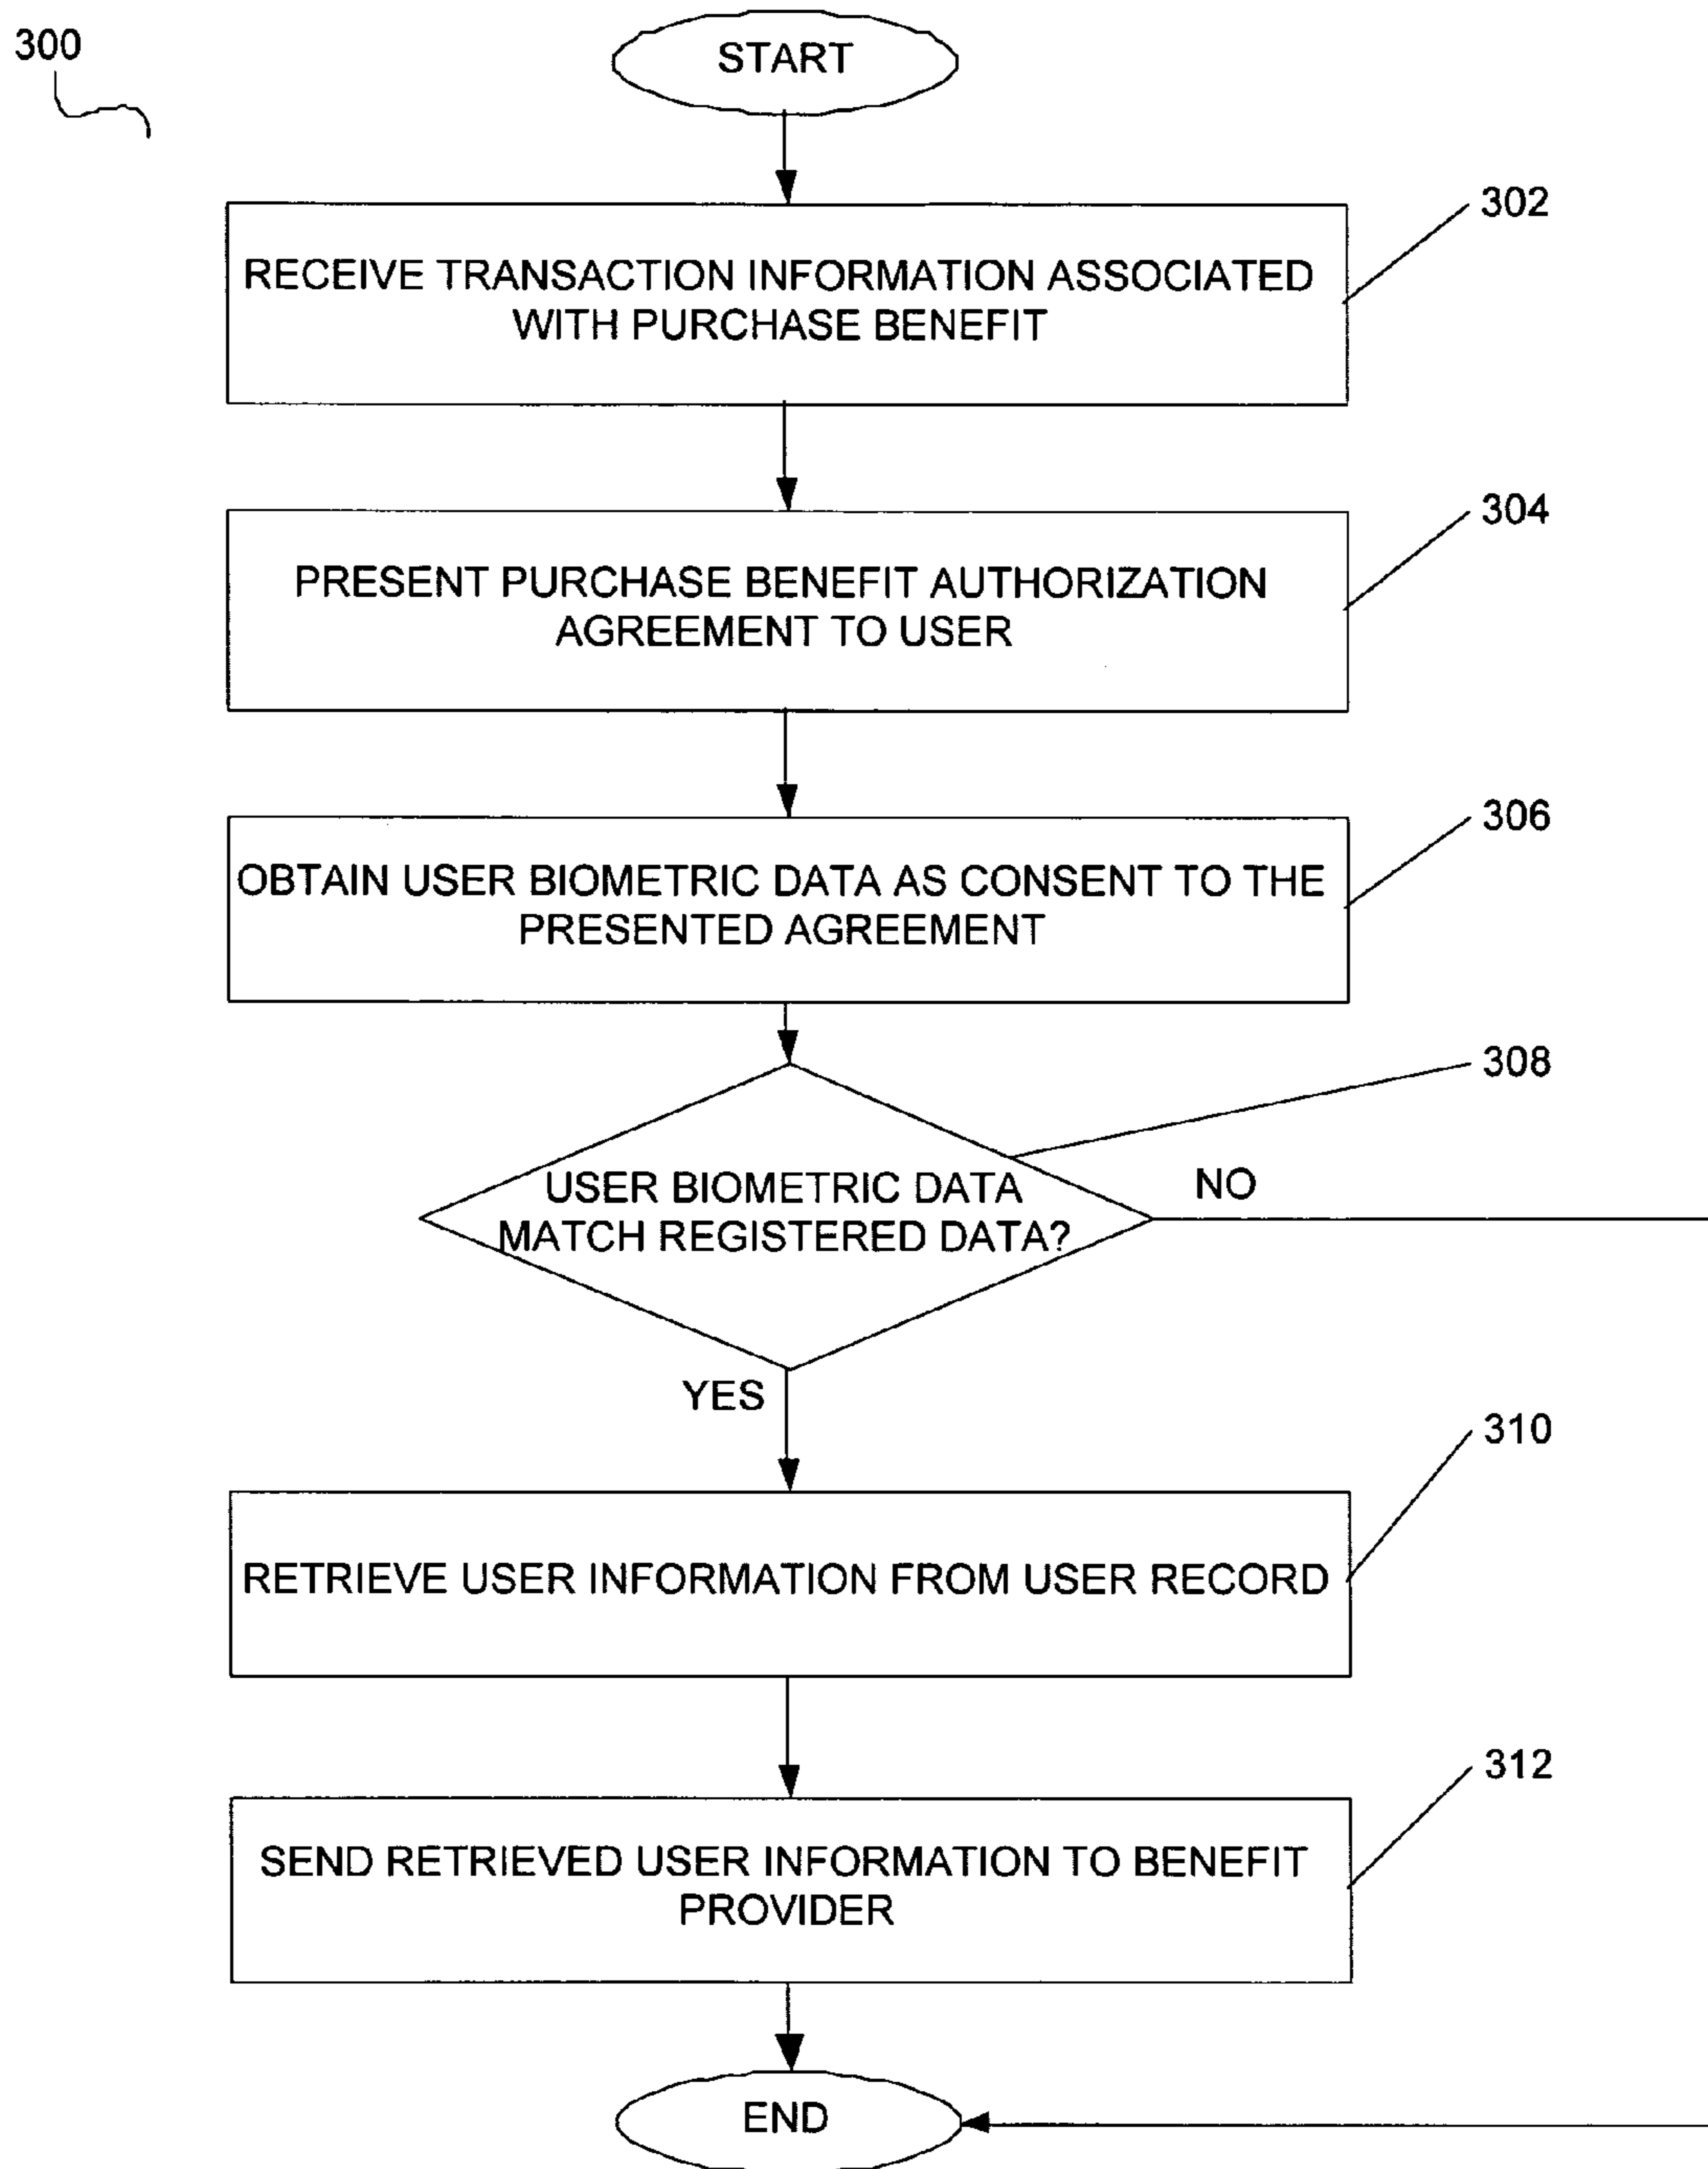 300
START
302
RECEIVE TRANSACTION INFORMATION ASSOCIATED
WITH PURCHASE BENEFIT
304
PRESENT PURCHASE BENEFIT AUTHORIZATION
AGREEMENT TO USER
306
OBTAIN USER BIOMETRIC DATA AS CONSENT TO THE
PRESENTED AGREEMENT
308
USER BIOMETRIC DATA
MATCH REGISTERED DATA?
NO
YES
310
RETRIEVE USER INFORMATION FROM USER RECORD
312
SEND RETRIEVED USER INFORMATION TO BENEFIT
PROVIDER
END